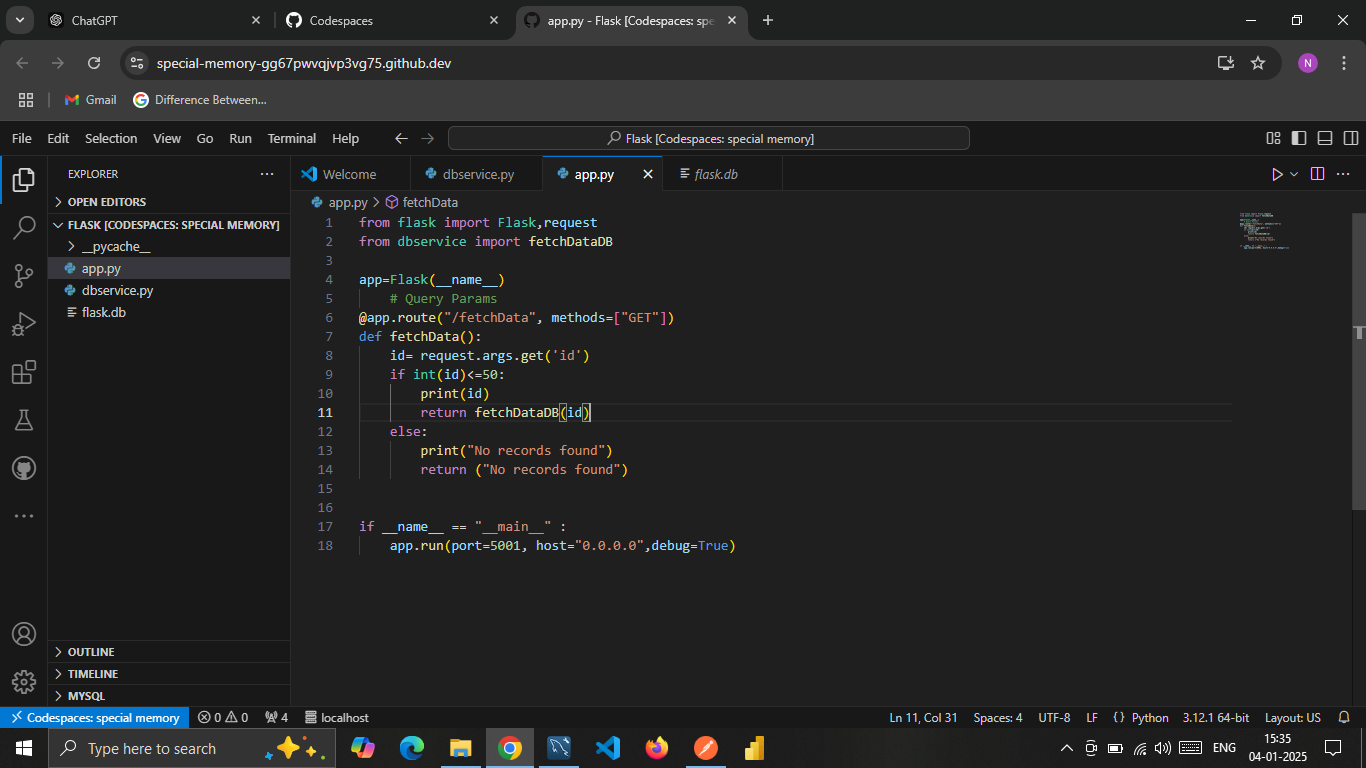 ChatGPT
Codespaces
app.py - Flask [Codespaces: spe
special-memory-gg67pwvqjvp3vg75.github.dev
N
Gmail
Difference Between...
File Edit Selection View Go Run Terminal Help
Flask [Codespaces: special memory]
EXPLORER
OPEN EDITORS
FLASK [CODESPACES: SPECIAL MEMORY]
__pycache__
app.py
dbservice.py
flask.db
OUTLINE
TIMELINE
MYSQL
Welcome
dbservice.py
app.py
flask.db
app.py > fetchData
1 from flask import Flask,request
2 from dbservice import fetchDataDB
3
4 app=Flask(__name__)
5 # Query Params
6 @app.route("/fetchData", methods=["GET"])
7 def fetchData():
8 id= request.args.get('id')
9 if int(id)<=50:
10 print(id)
11 return fetchDataDB(id)
12 else:
13 print("No records found")
14 return ("No records found")
15
16
17 if __name__ == "__main__" :
18 app.run(port=5001, host="0.0.0.0",debug=True)
Codespaces: special memory 0 0 4 localhost
Ln 11, Col 31 Spaces: 4 UTF-8 LF {} Python 3.12.1 64-bit Layout: US
Type here to search
ENG
15:35
04-01-2025